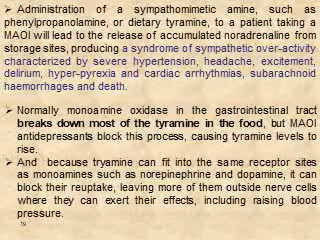 ➢ Administration of a sympathomimetic amine, such as
phenylpropanolamine, or dietary tyramine, to a patient taking a
MAOI will lead to the release of accumulated noradrenaline from
storage sites, producing a syndrome of sympathetic over-activity
characterized by severe hypertension, headache, excitement,
delirium, hyper-pyrexia and cardiac arrhythmias, subarachnoid
haemorrhages and death.
➢ Normally monoamine oxidase in the gastrointestinal tract
breaks down most of the tyramine in the food, but MAOI
antidepressants block this process, causing tyramine levels to
rise.
➢ And because tryamine can fit into the same receptor sites
as monoamines such as norepinephrine and dopamine, it can
block their reuptake, leaving more of them outside nerve cells
where they can exert their effects, including raising blood
pressure.
19